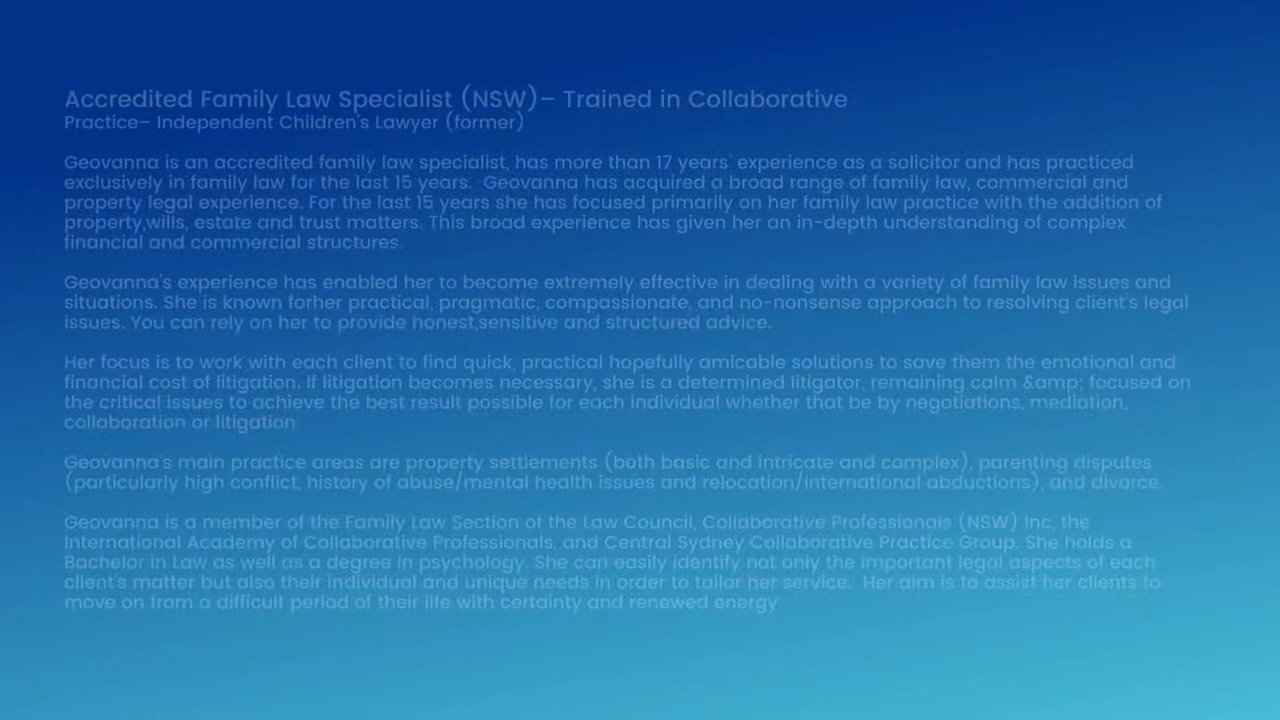 Accredited Family Law Specialist (NSW)– Trained in Collaborative
Practice– Independent Children's Lawyer (former)
Geovanna is an accredited family law specialist, has more than 17 years' experience as a solicitor and has practiced
exclusively in family law for the last 15 years.  Geovanna has acquired a broad range of family law, commercial and
property legal experience. For the last 15 years she has focused primarily on her family law practice with the addition of
property,wills, estate and trust matters. This broad experience has given her an in-depth understanding of complex
financial and commercial structures.
Geovanna's experience has enabled her to become extremely effective in dealing with a variety of family law issues and
situations. She is known forher practical, pragmatic, compassionate, and no-nonsense approach to resolving client's legal
issues. You can rely on her to provide honest,sensitive and structured advice.
Her focus is to work with each client to find quick, practical hopefully amicable solutions to save them the emotional and
financial cost of litigation. If litigation becomes necessary, she is a determined litigator, remaining calm &amp; focused on
the critical issues to achieve the best result possible for each individual whether that be by negotiations, mediation,
collaboration or litigation.
Geovanna's main practice areas are property settlements (both basic and intricate and complex), parenting disputes
(particularly high conflict, history of abuse/mental health issues and relocation/international abductions), and divorce.
Geovanna is a member of the Family Law Section of the Law Council, Collaborative Professionals (NSW) Inc, the
International Academy of Collaborative Professionals, and Central Sydney Collaborative Practice Group. She holds a
Bachelor in Law as well as a degree in psychology. She can easily identify not only the important legal aspects of each
client's matter but also their individual and unique needs in order to tailor her service.  Her aim is to assist her clients to
move on from a difficult period of their life with certainty and renewed energy